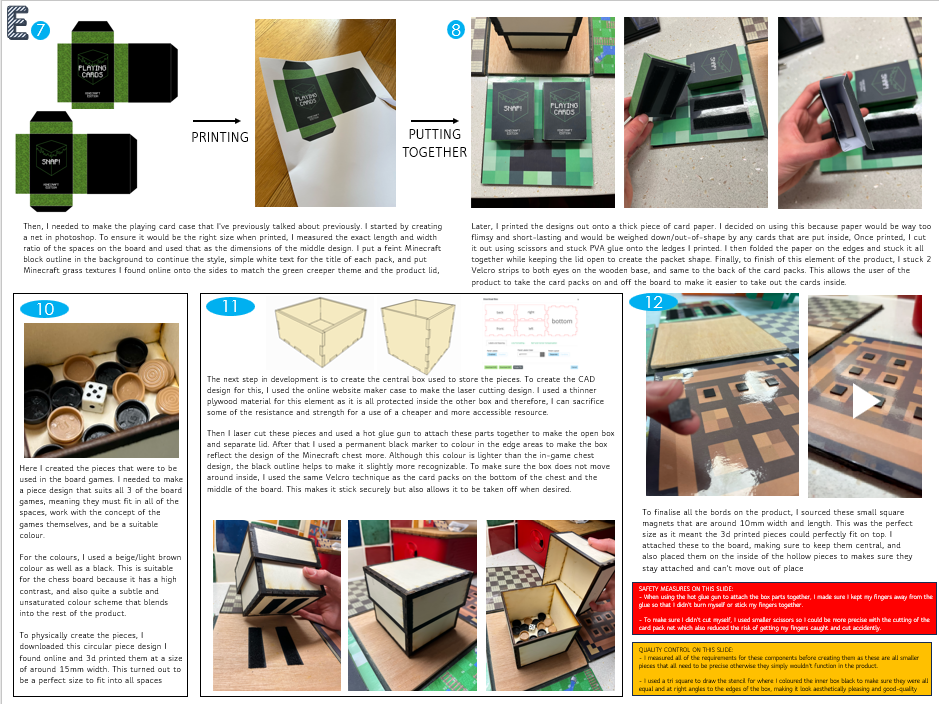 E
7
PLAYING
CARDS
MINECRAFT
EDITION
SNAP!
MINECRAFT
EDITION
PRINTING
PLAYING
CARDS
PUTTING
TOGETHER
8
SNAP!
PLAYING
CARDS
Then, I needed to make the playing card case that I've previously talked about previously. I started by creating
a net in photoshop. To ensure it would be the right size when printed, I measured the exact length and width
ratio of the spaces on the board and used that as the dimensions of the middle design. I put a feint Minecraft
block outline in the background to continue the style, simple white text for the title of each pack, and put
Minecraft grass textures I found online onto the sides to match the green creeper theme and the product lid,
Later, I printed the designs out onto a thick piece of card paper. I decided on using this because paper would be way too
flimsy and short-lasting and would be weighed down/out-of-shape by any cards that are put inside, Once printed, I cut
it out using scissors and stuck PVA glue onto the ledges I printed. I then folded the paper on the edges and stuck it all
together while keeping the lid open to create the packet shape. Finally, to finish of this element of the product, I stuck 2
Velcro strips to both eyes on the wooden base, and same to the back of the card packs. This allows the user of the
product to take the card packs on and off the board to make it easier to take out the cards inside.
10
Here I created the pieces that were to be
used in the board games. I needed to make
a piece design that suits all 3 of the board
games, meaning they must fit in all of the
spaces, work with the concept of the
games themselves, and be a suitable
colour.
For the colours, I used a beige/light brown
colour as well as a black. This is suitable
for the chess board because it has a high
contrast, and also quite a subtle and
unsaturated colour scheme that blends
into the rest of the product.
To physically create the pieces, I
downloaded this circular piece design I
found online and 3d printed them at a size
of around 15mm width. This turned out to
be a perfect size to fit into all spaces
11
back
right
front
left
bottom
The next step in development is to create the central box used to store the pieces. To create the CAD
design for this, I used the online website maker case to make the laser cutting design. I used a thinner
plywood material for this element as it is all protected inside the other box and therefore, I can sacrifice
some of the resistance and strength for a use of a cheaper and more accessible resource.
Then I laser cut these pieces and used a hot glue gun to attach these parts together to make the open box
and separate lid. After that I used a permanent black marker to colour in the edge areas to make the box
reflect the design of the Minecraft chest more. Although this colour is lighter than the in-game chest
design, the black outline helps to make it slightly more recognizable. To make sure the box does not move
around inside, I used the same Velcro technique as the card packs on the bottom of the chest and the
middle of the board. This makes it stick securely but also allows it to be taken off when desired.
12
To finalise all the bords on the product, I sourced these small square
magnets that are around 10mm width and length. This was the perfect
size as it meant the 3d printed pieces could perfectly fit on top. I
attached these to the board, making sure to keep them central, and
also placed them on the inside of the hollow pieces to makes sure they
stay attached and can't move out of place
SAFETY MEASURES ON THIS SLIDE:
- When using the hot glue gun to attach the box parts together, I made sure I kept my fingers away from the
glue so that I didn't burn myself or stick my fingers together.
- To make sure I didn't cut myself, I used smaller scissors so I could be more precise with the cutting of the
card pack net which also reduced the risk of getting my fingers caught and cut accidently.
QUALITY CONTROL ON THIS SLIDE:
- I measured all of the requirements for these components before creating them as these are all smaller
pieces that all need to be precise otherwise they simply wouldn't function in the product.
- I used a tri square to draw the stencil for where I coloured the inner box black to make sure they were all
equal and at right angles to the edges of the box, making it look aesthetically pleasing and good-quality